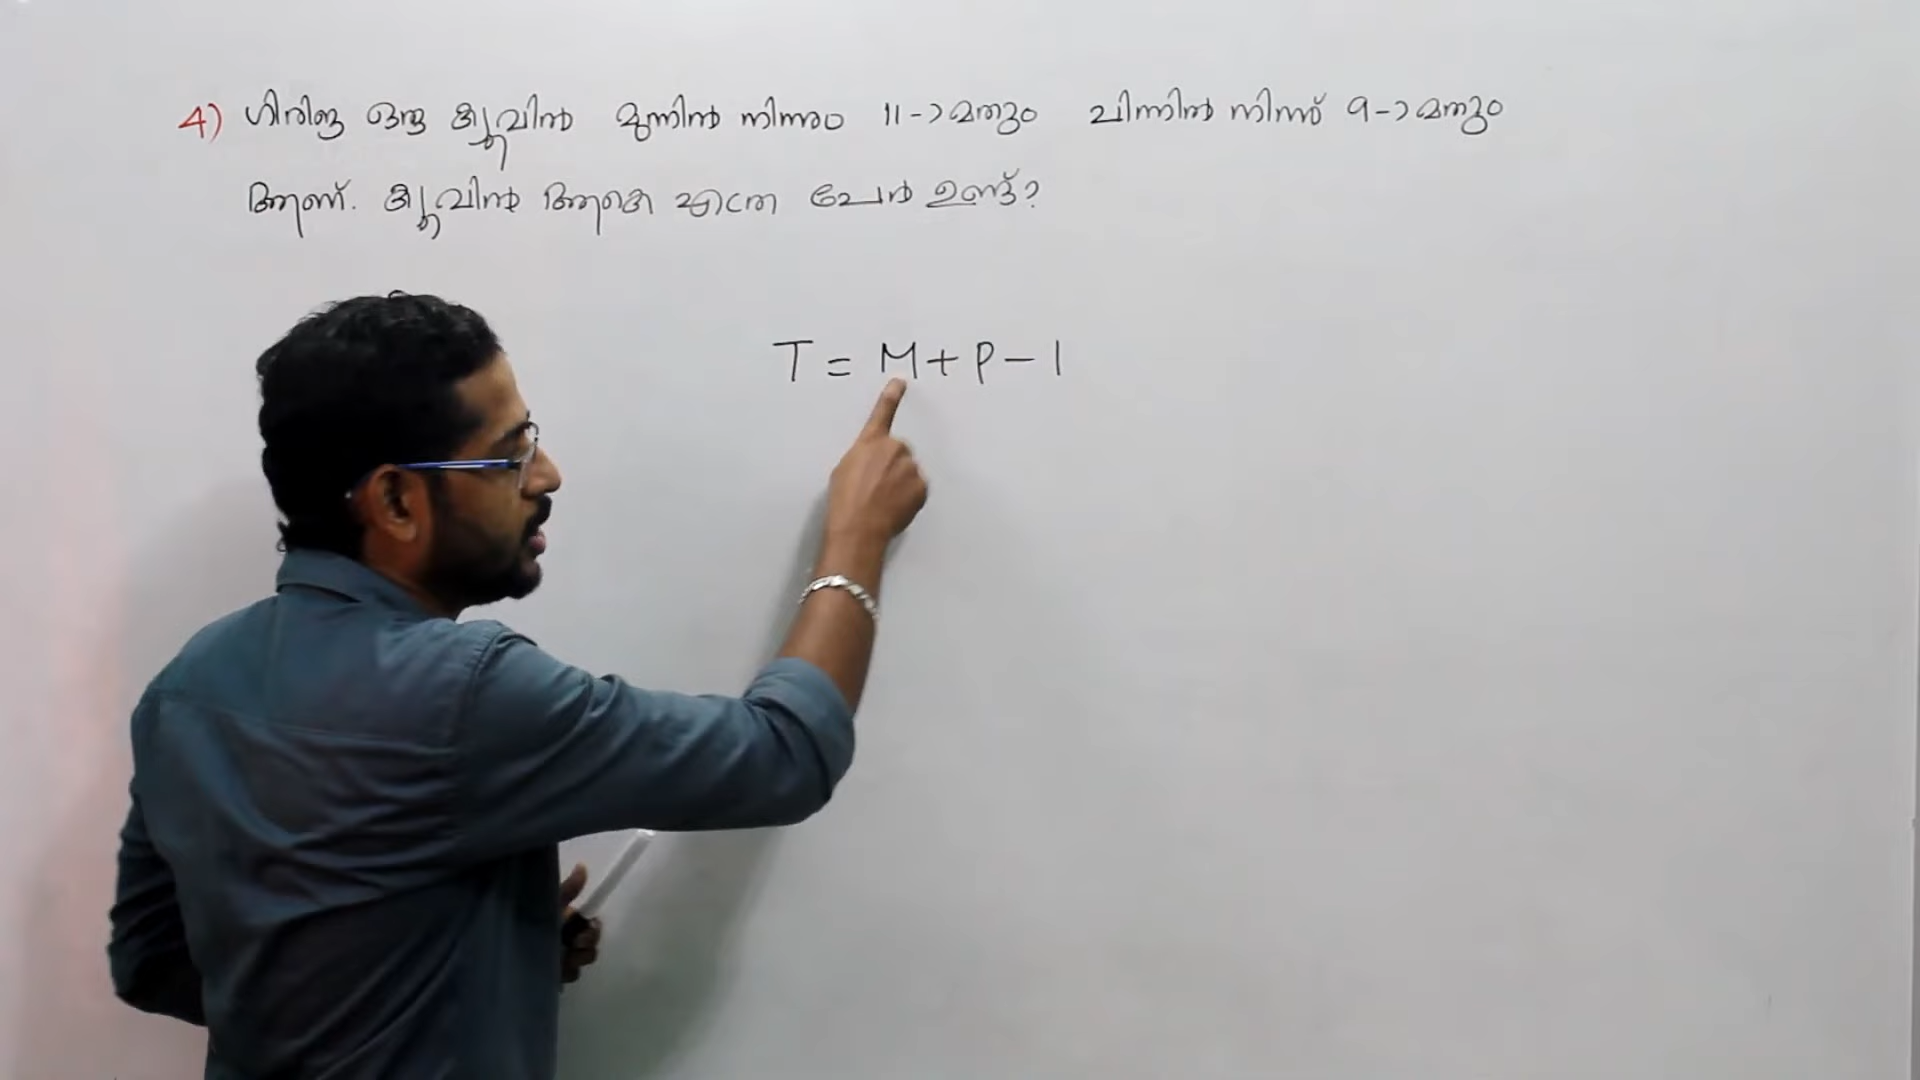 4) ഗിരിജ ഒരു ക്യൂവിൽ മുന്നിൽ നിന്നും 11-ാമതും പിന്നിൽ നിന്ന് 9-ാമതും
ആണ്. ക്യൂവിൽ ആകെ എത്ര പേർ ഉണ്ട്?
T = M + P - 1